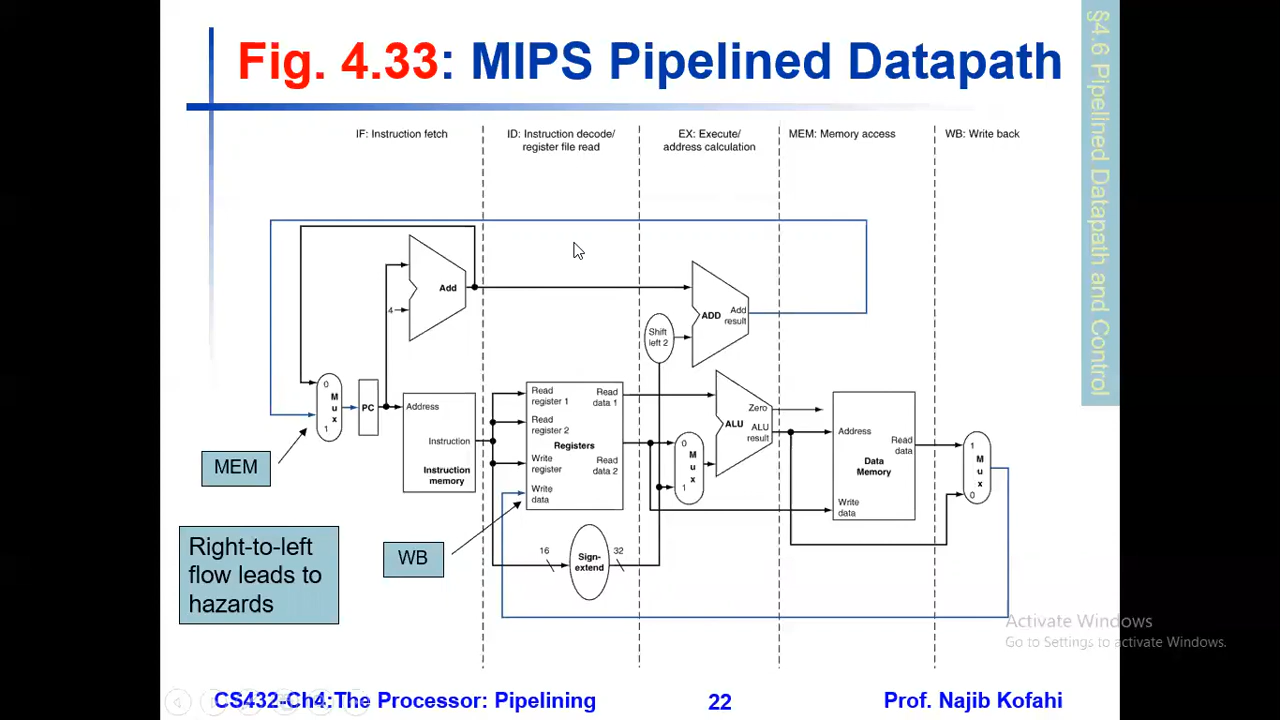 Fig. 4.33: MIPS Pipelined Datapath
§4.6 Pipelined Datapath and Control
IF: Instruction fetch
ID: Instruction decode/
register file read
EX: Execute/
address calculation
MEM: Memory access
WB: Write back
Add
4
ADD
Add
result
Shift
left 2
0
M
u
x
1
PC
Address
Instruction
Instruction
memory
Read
register 1
Read
register 2
Write
register
Write
data
Registers
Read
data 1
Read
data 2
0
M
u
x
1
Zero
ALU
ALU
result
Address
Read
data
Data
Memory
Write
data
1
M
u
x
0
16
Sign-
extend
32
MEM
WB
Right-to-left
flow leads to
hazards
Activate Windows
Go to Settings to activate Windows.
CS432-Ch4:The Processor: Pipelining
22
Prof. Najib Kofahi